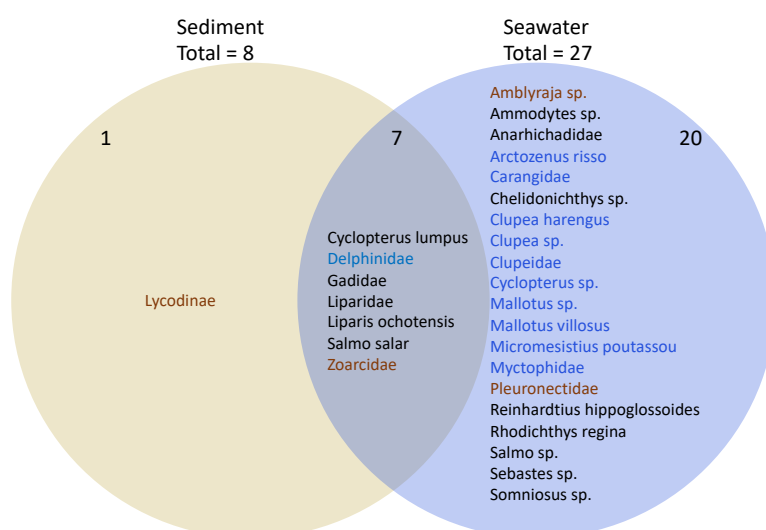 Sediment
Total = 8
Seawater
Total = 27
1
7
20
Lycodinae
Cyclopterus lumpus
Delphinidae
Gadidae
Liparidae
Liparis ochotensis
Salmo salar
Zoarcidae
Amblyraja sp.
Ammodytes sp.
Anarhichadidae
Arctozenus risso
Carangidae
Chelidonichthys sp.
Clupea harengus
Clupea sp.
Clupeidae
Cyclopterus sp.
Mallotus sp.
Mallotus villosus
Micromesistius poutassou
Myctophidae
Pleuronectidae
Reinhardtius hippoglossoides
Rhodichthys regina
Salmo sp.
Sebastes sp.
Somniosus sp.